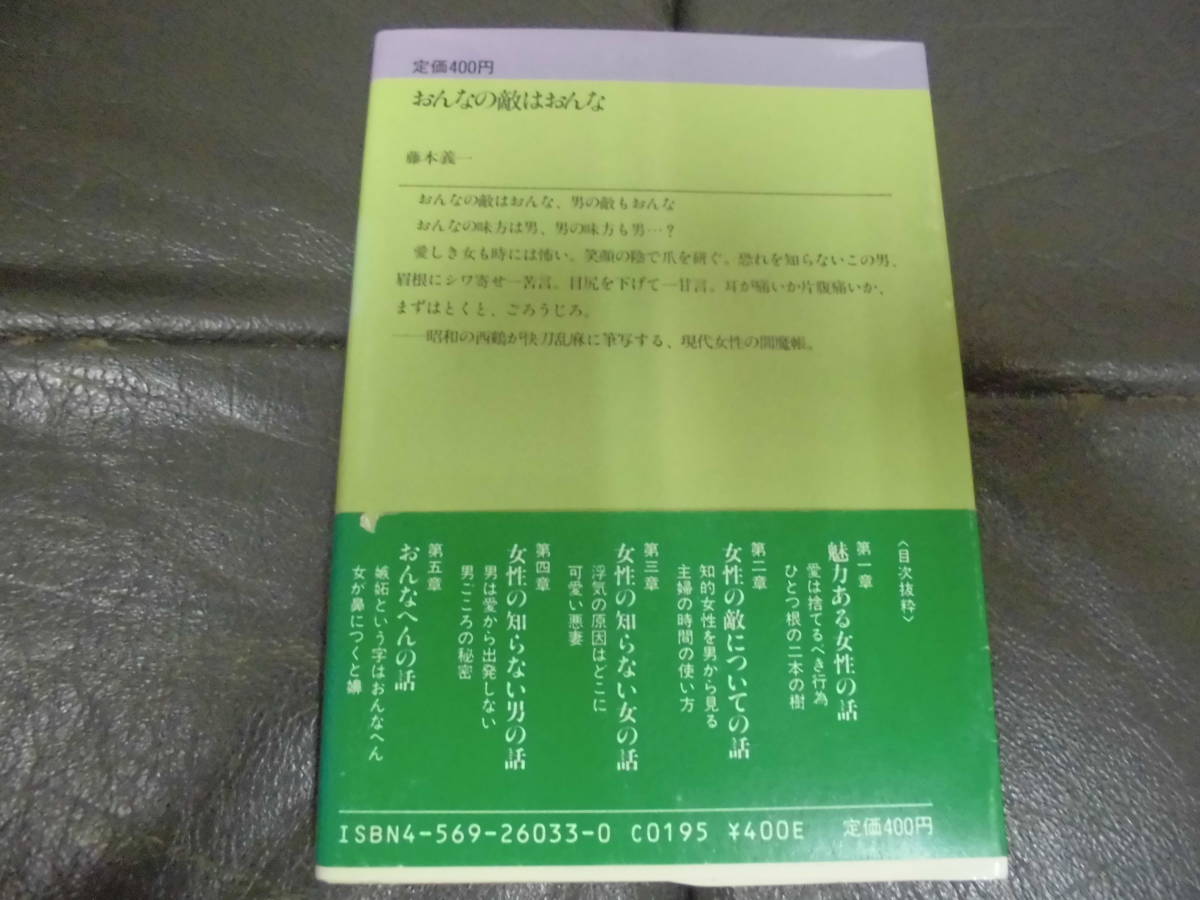 定価400円
おんなの敵はおんな
藤本義一
おんなの敵はおんな、男の敵もおんな
おんなの味方は男、男の味方も男…?
愛しき女も時には怖い。笑顔の陰で爪を研ぐ。恐れを知らないこの男、
眉根にシワ寄せ一苦言。目尻を下げて一甘言。耳が痛いか片腹痛いか、
まずはとくと、ごろうじろ。
——昭和の西鶴が快刀乱麻に筆写する、現代女性の閻魔帳。
〈目次抜粋〉
第一章
魅力ある女性の話
愛は捨てるべき行為
ひとつ根の二本の樹
第二章
女性の敵についての話
知的女性を男から見る
主婦の時間の使い方
第三章
女性の知らない女の話
浮気の原因はどこに
可愛い悪妻
第四章
女性の知らない男の話
男は愛から出発しない
男ごころの秘密
第五章
おんなへんの話
嫉妬という字はおんなへん
女が鼻につくと嬶
ISBN4-569-26033-0 C0195 ¥400E 定価400円